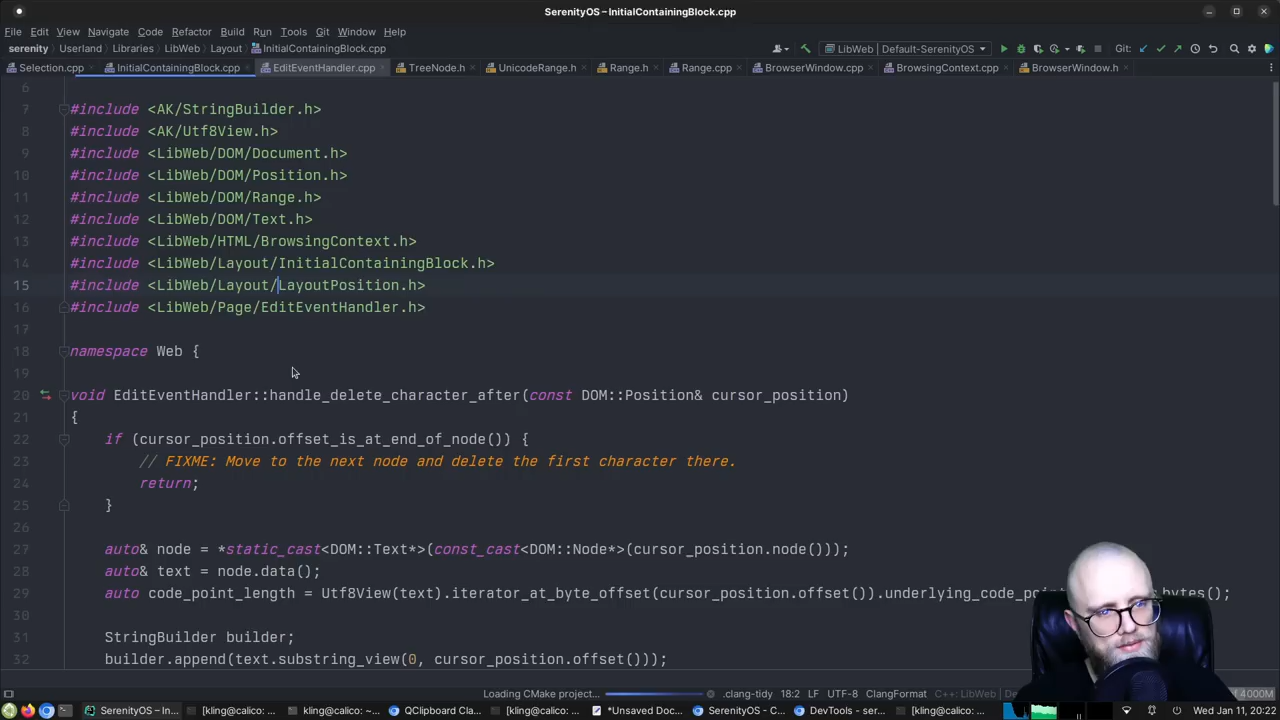 SerenityOS – InitialContainingBlock.cpp
File Edit View Navigate Code Refactor Build Run Tools Git Window Help
serenity Userland Libraries LibWeb Layout InitialContainingBlock.cpp LibWeb | Default-SerenityOS Git:
Selection.cpp InitialContainingBlock.cpp EditEventHandler.cpp TreeNode.h UnicodeRange.h Range.h Range.cpp BrowserWindow.cpp BrowsingContext.cpp BrowserWindow.h
6
7 #include <AK/StringBuilder.h>
8 #include <AK/Utf8View.h>
9 #include <LibWeb/DOM/Document.h>
10 #include <LibWeb/DOM/Position.h>
11 #include <LibWeb/DOM/Range.h>
12 #include <LibWeb/DOM/Text.h>
13 #include <LibWeb/HTML/BrowsingContext.h>
14 #include <LibWeb/Layout/InitialContainingBlock.h>
15 #include <LibWeb/Layout/LayoutPosition.h>
16 #include <LibWeb/Page/EditEventHandler.h>
17
18 namespace Web {
19
20 void EditEventHandler::handle_delete_character_after(const DOM::Position& cursor_position)
21 {
22 if (cursor_position.offset_is_at_end_of_node()) {
23 // FIXME: Move to the next node and delete the first character there.
24 return;
25 }
26
27 auto& node = *static_cast<DOM::Text*>(const_cast<DOM::Node*>(cursor_position.node()));
28 auto& text = node.data();
29 auto code_point_length = Utf8View(text).iterator_at_byte_offset(cursor_position.offset()).underlying_code_poi ytes();
30
31 StringBuilder builder;
32 builder.append(text.substring_view(0, cursor_position.offset()));
Loading CMake project... .clang-tidy 18:2 LF UTF-8 ClangFormat C++: LibWeb | De of 4000M
SerenityOS – In... [kling@calico: ... kling@calico: ... QClipboard Cla... [kling@calico: ... *Unsaved Doc... SerenityOS - C... DevTools - ser... [kling@calico: ... Wed Jan 11, 20:22